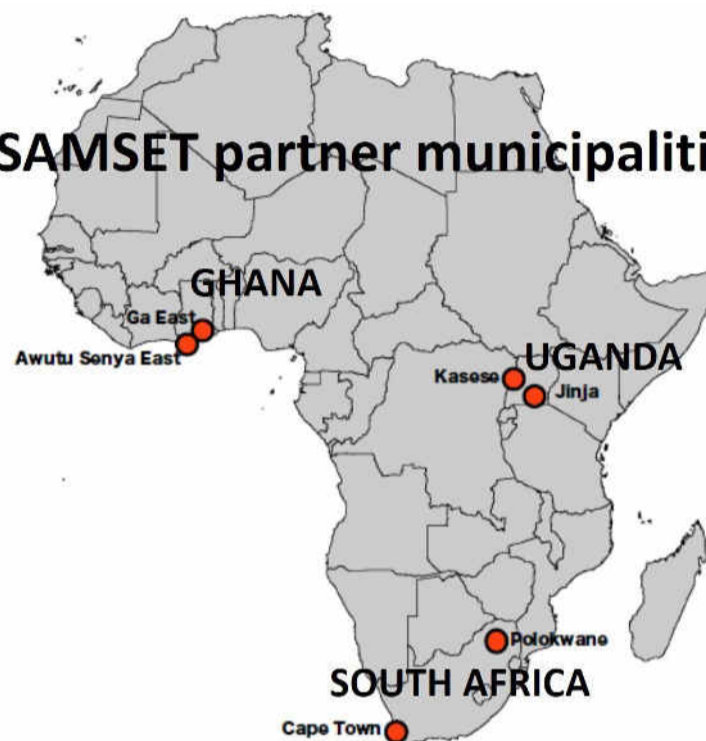 SAMSET partner municipaliti
GHANA
Ga East
Awutu Senya East
UGANDA
Kasese
Jinja
Polokwane
SOUTH AFRICA
Cape Town